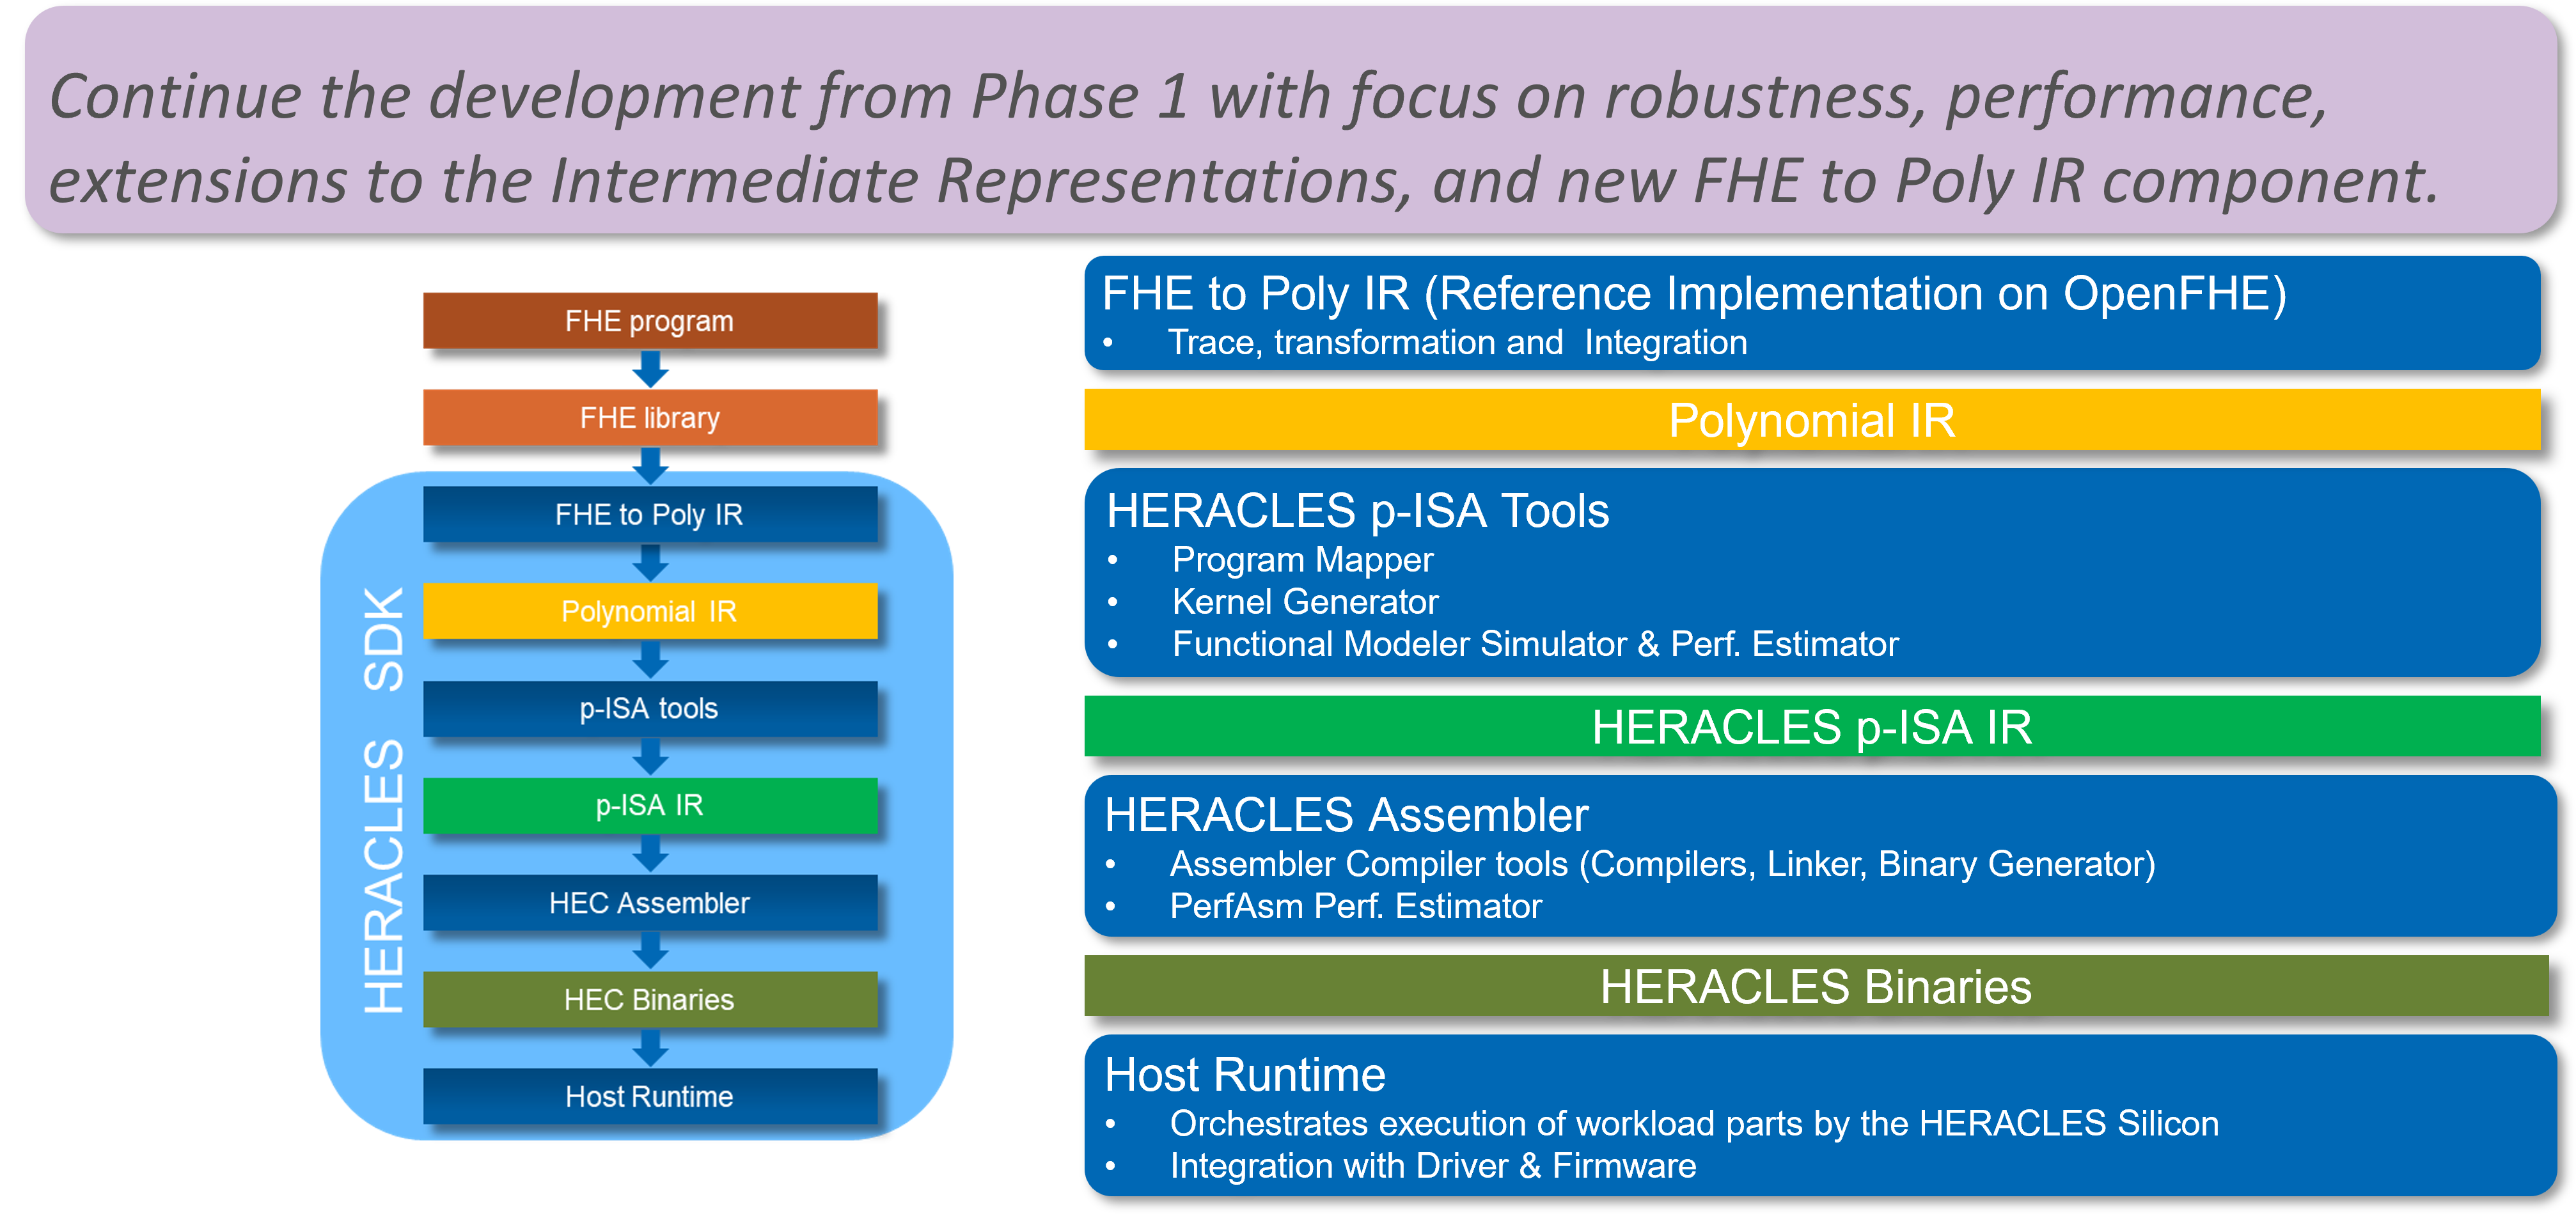 Continue the development from Phase 1 with focus on robustness, performance,
extensions to the Intermediate Representations, and new FHE to Poly IR component.
FHE program
FHE library
FHE to Poly IR
Polynomial IR
p-ISA tools
p-ISA IR
HEC Assembler
HEC Binaries
Host Runtime
HERACLES SDK
FHE to Poly IR (Reference Implementation on OpenFHE)
• Trace, transformation and Integration
Polynomial IR
HERACLES p-ISA Tools
• Program Mapper
• Kernel Generator
• Functional Modeler Simulator & Perf. Estimator
HERACLES p-ISA IR
HERACLES Assembler
• Assembler Compiler tools (Compilers, Linker, Binary Generator)
• PerfAsm Perf. Estimator
HERACLES Binaries
Host Runtime
• Orchestrates execution of workload parts by the HERACLES Silicon
• Integration with Driver & Firmware